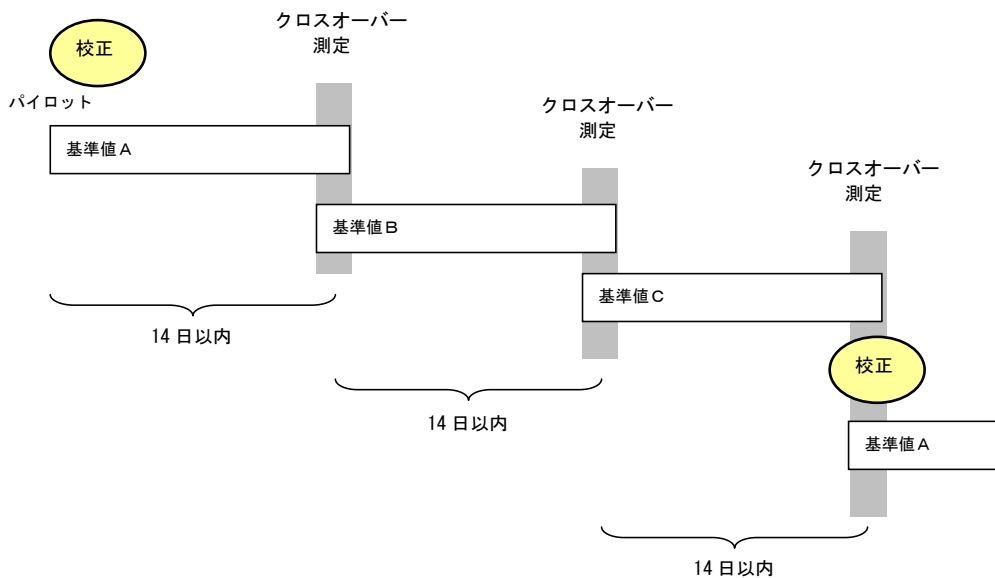 校正
クロスオーバー
測定
パイロット
基準値A
クロスオーバー
測定
基準値B
クロスオーバー
測定
基準値C
14 日以内
校正
14 日以内
基準値A
14 日以内